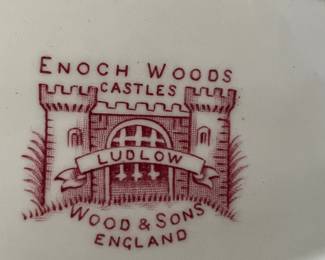 ENOCH WOODS
CASTLES
LUDLOW
WOOD & SONS
ENGLAND